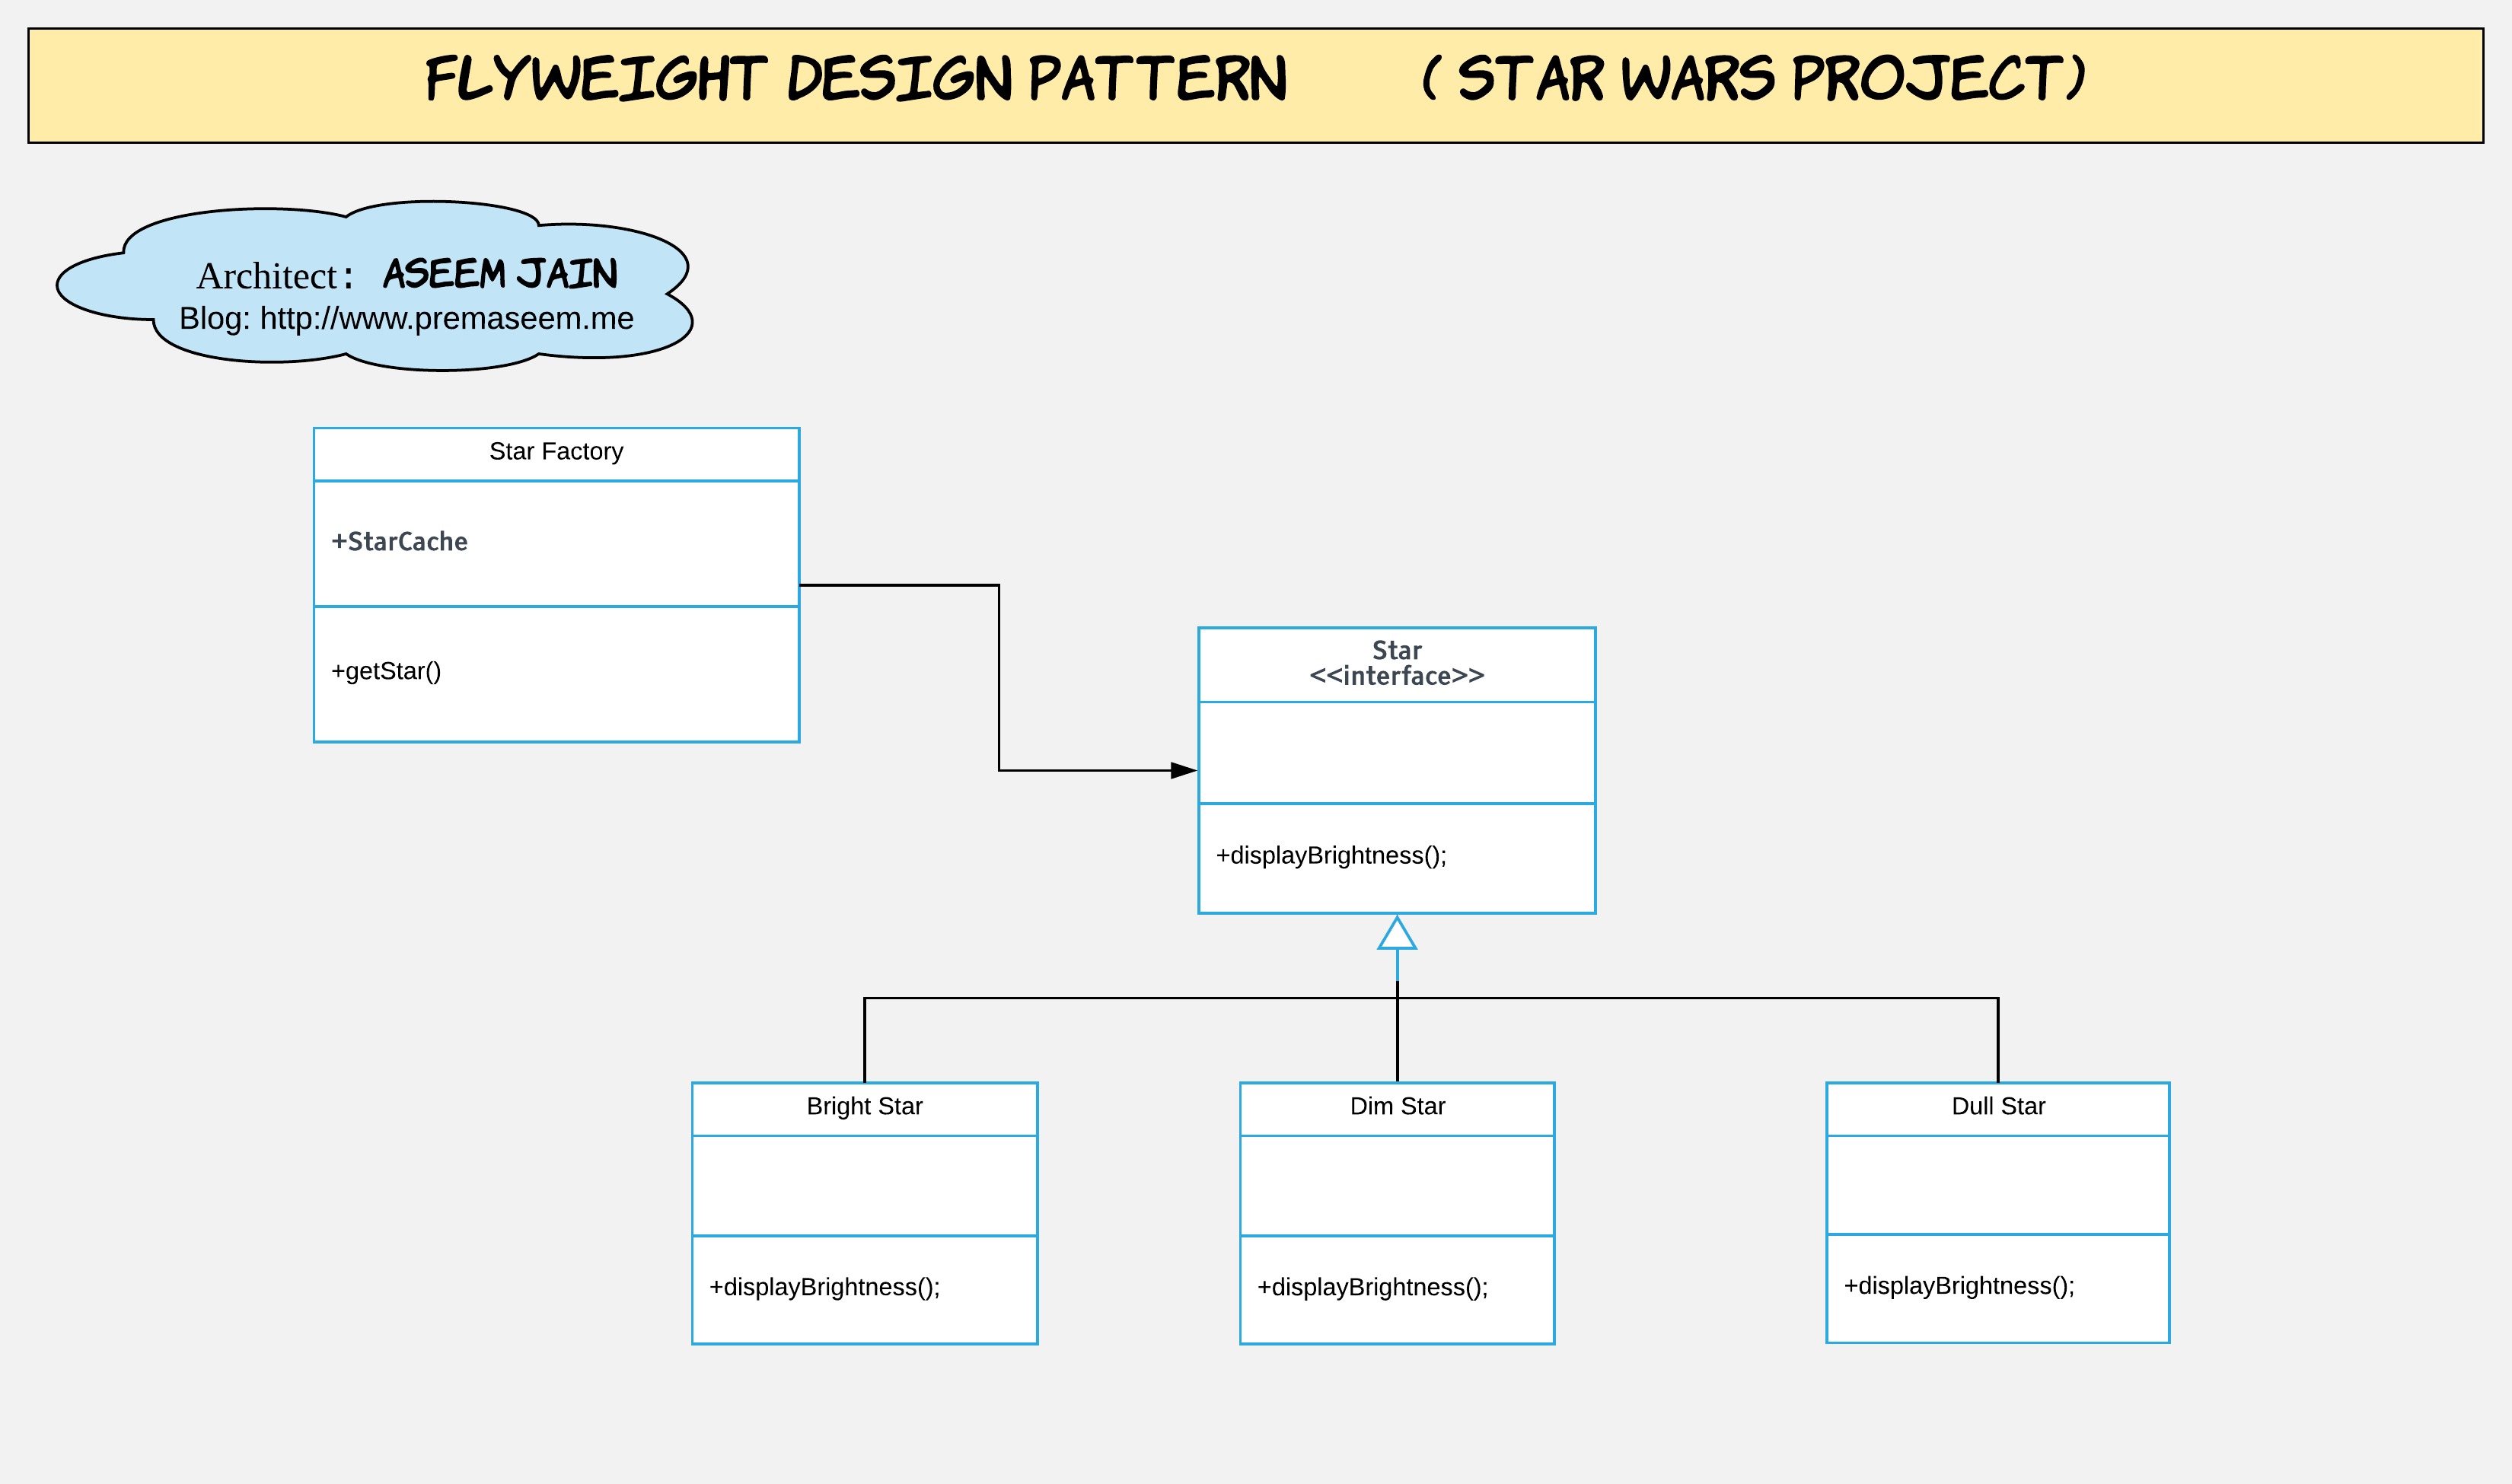 FLYWEIGHT DESIGN PATTERN ( STAR WARS PROJECT)
Architect: ASEEM JAIN
Blog: http://www.premaseem.me
Star Factory
+StarCache
+getStar()
Star
<<interface>>
+displayBrightness();
Bright Star
+displayBrightness();
Dim Star
+displayBrightness();
Dull Star
+displayBrightness();